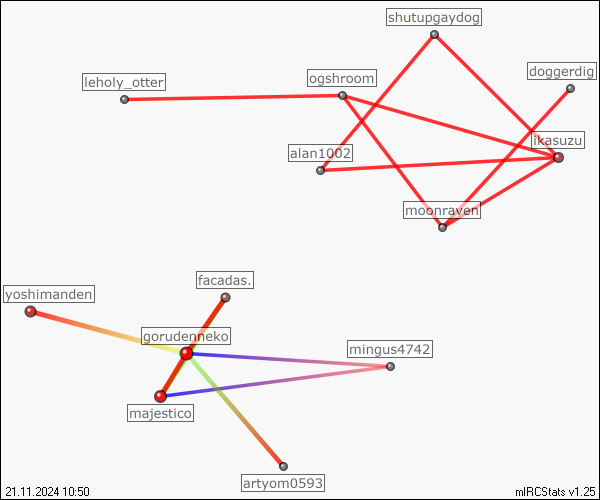 shutupgaydog
doggerdig
leholy_otter
ogshroom
ikasuzu
alan1002
moonraven
facadas.
yoshimanden
gorudenneko
mingus4742
majestico
artyom0593
21.11.2024 10:50
mIRCStats v1.25